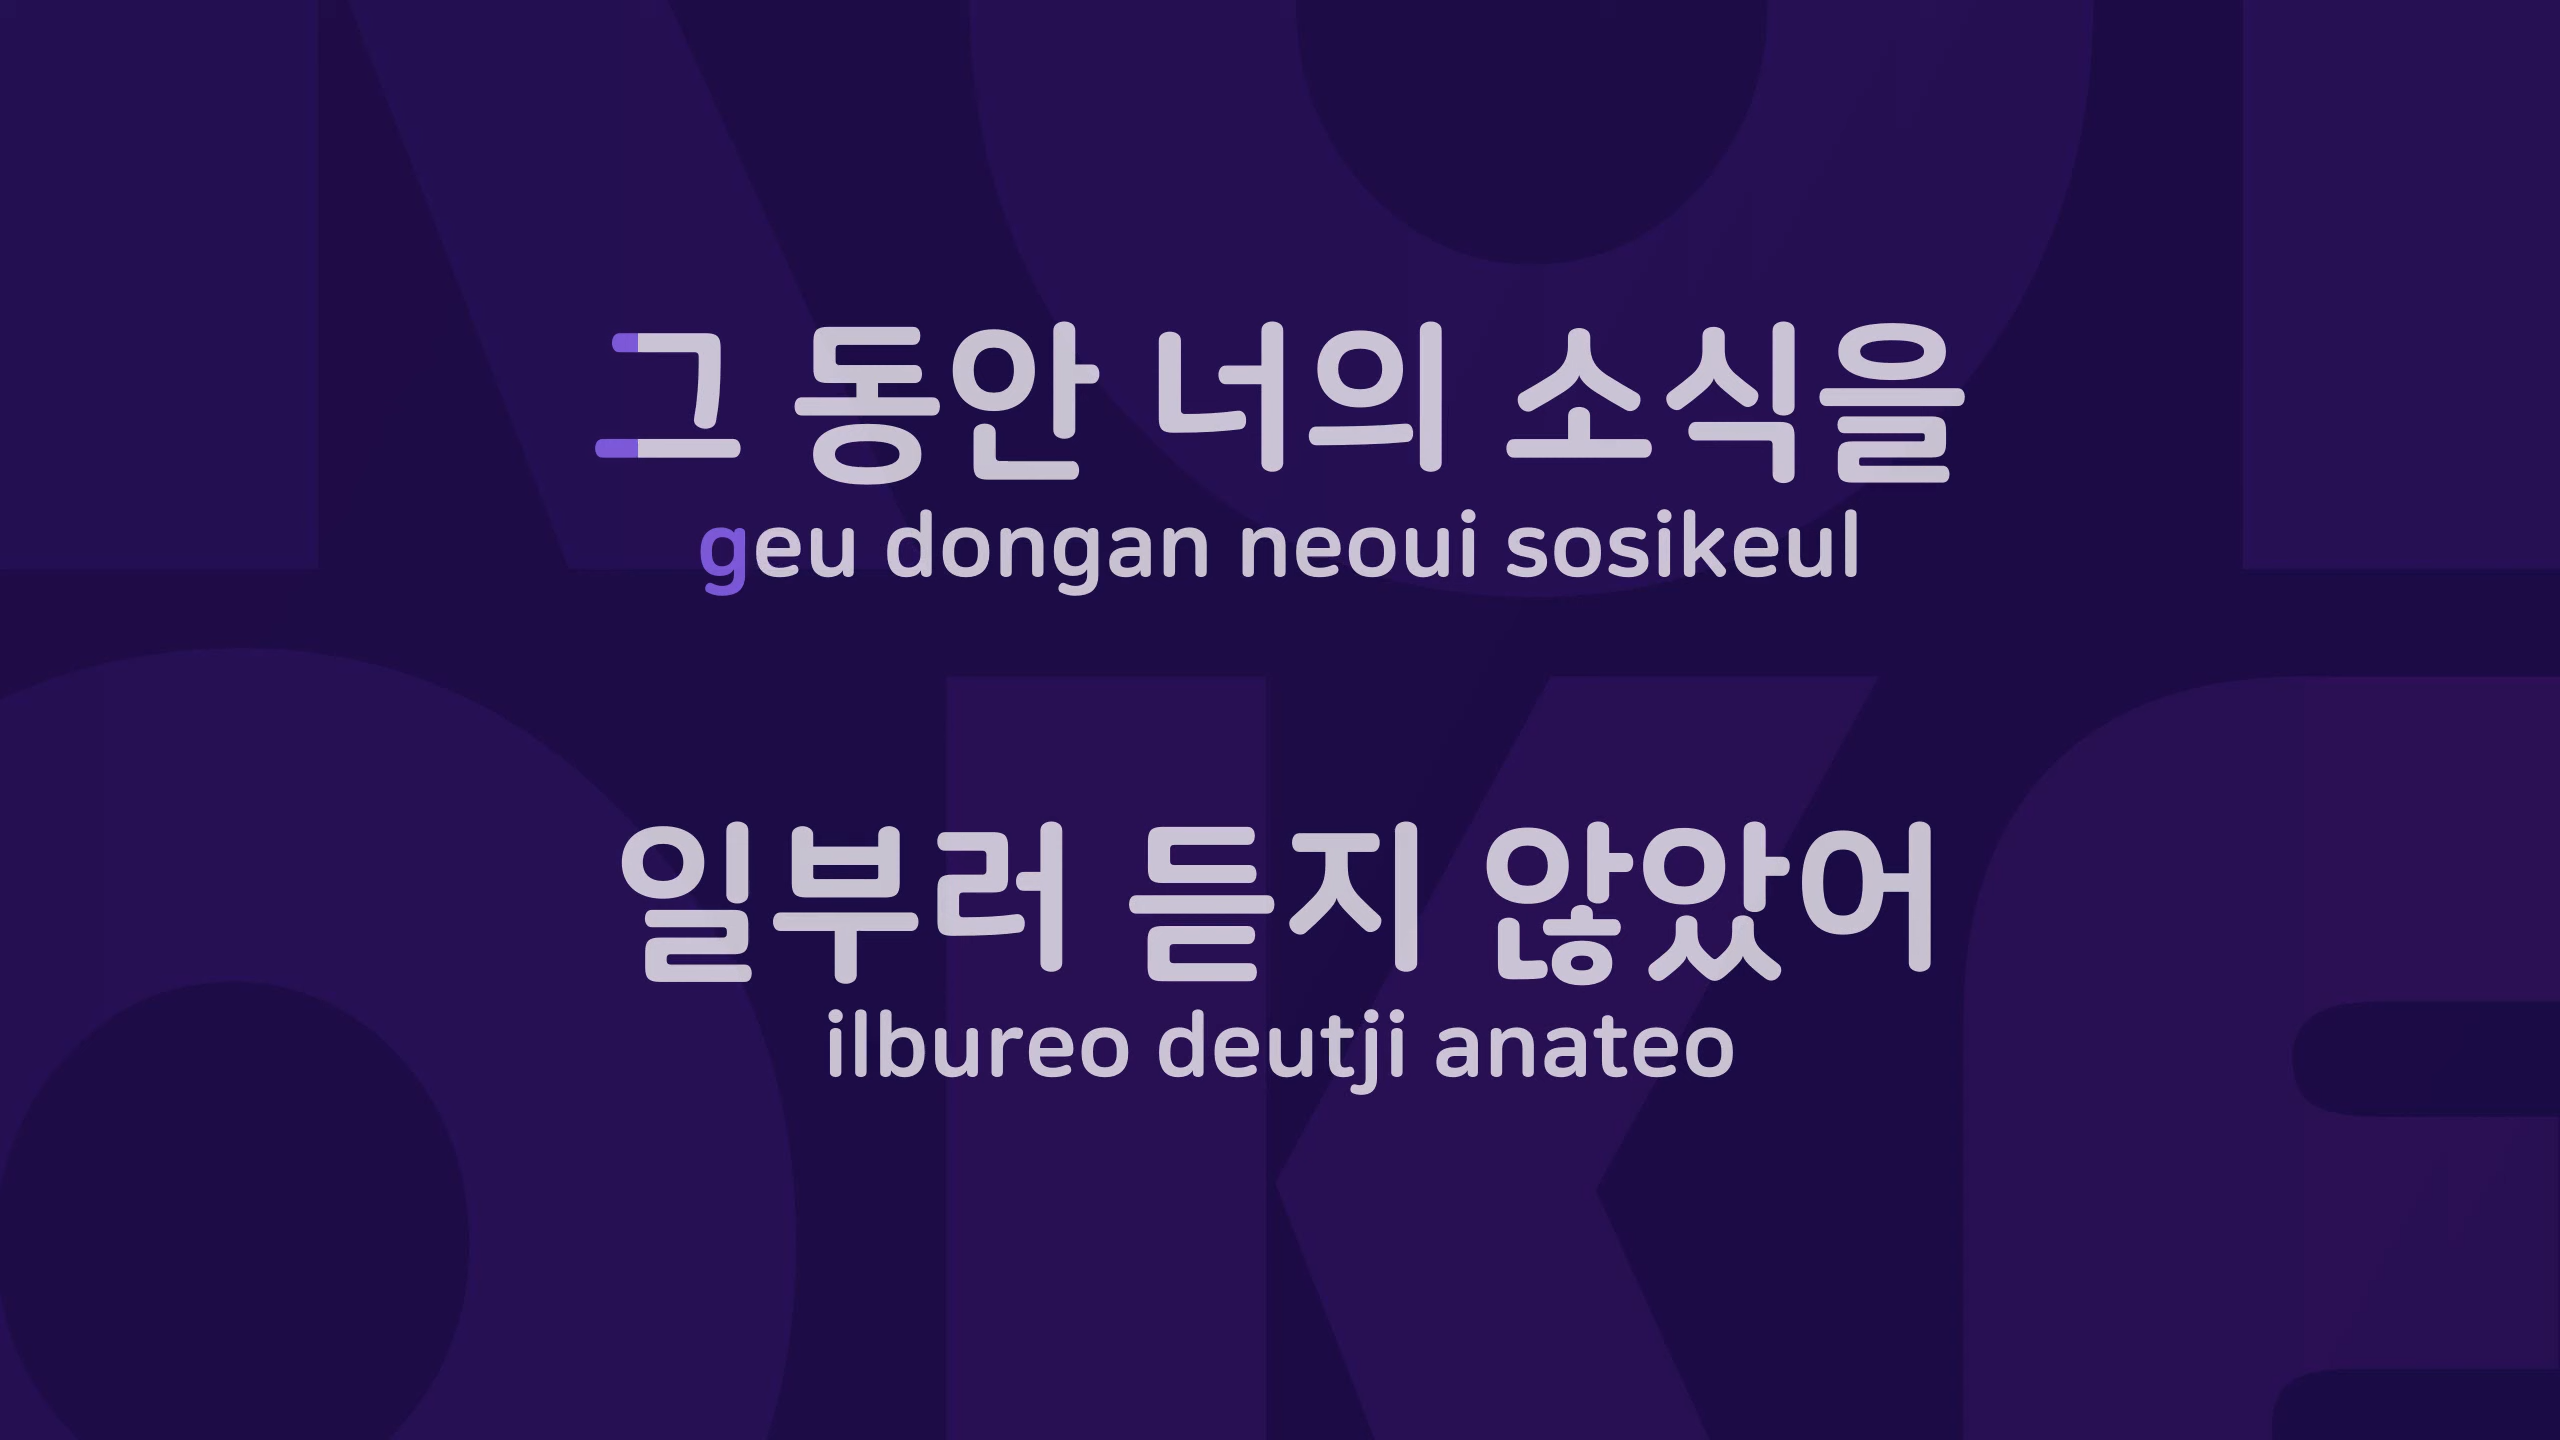 그 동안 너의 소식을
geu dongan neoui sosikeul
일부러 듣지 않았어
ilbureo deutji anateo